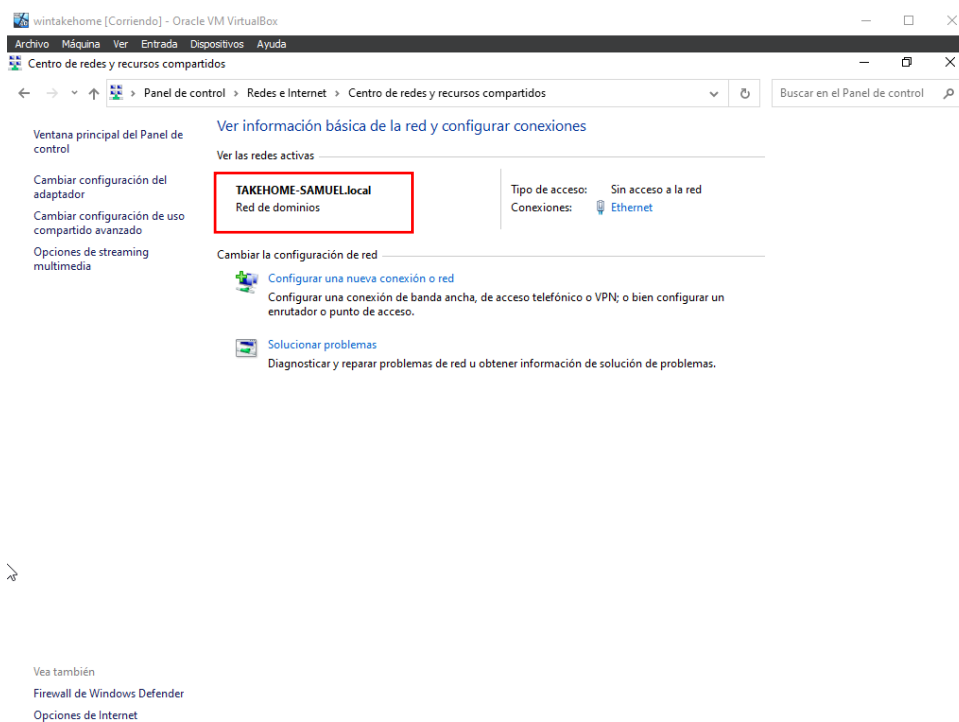 wintakehome [Corriendo] - Oracle VM VirtualBox
Archivo Máquina Ver Entrada Dispositivos Ayuda
Centro de redes y recursos compartidos
Panel de control > Redes e Internet > Centro de redes y recursos compartidos
Buscar en el Panel de control
Ventana principal del Panel de
control
Cambiar configuración del
adaptador
Cambiar configuración de uso
compartido avanzado
Opciones de streaming
multimedia
Ver información básica de la red y configurar conexiones
Ver las redes activas
TAKEHOME-SAMUEL.local
Red de dominios
Tipo de acceso: Sin acceso a la red
Conexiones: Ethernet
Cambiar la configuración de red
Configurar una nueva conexión o red
Configurar una conexión de banda ancha, de acceso telefónico o VPN; o bien configurar un
enrutador o punto de acceso.
Solucionar problemas
Diagnosticar y reparar problemas de red u obtener información de solución de problemas.
Vea también
Firewall de Windows Defender
Opciones de Internet